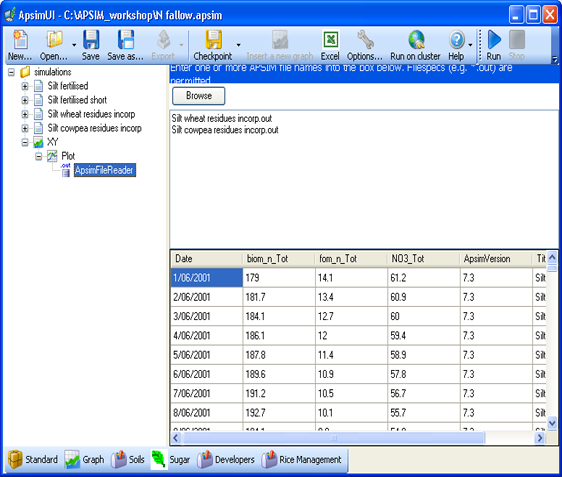 ApsimUI - C:\APSIM_workshop\N fallow.apsim
New... Open... Save Save as... Export Checkpoint Insert a new graph Excel Options... Run on cluster Help Run Stop
simulations
Silt fertilised
Silt fertilised short
Silt wheat residues incorp
Silt cowpea residues incorp
XY
Plot
.out
ApsimFileReader
Enter one or more APSIM file names into the box below. Filespecs (e.g. *.out) are
permitted
Browse
Silt wheat residues incorp.out
Silt cowpea residues incorp.out
Date biom_n_Tot fom_n_Tot NO3_Tot ApsimVersion Tit
1/06/2001 179 14.1 61.2 7.3 Silt
2/06/2001 181.7 13.4 60.9 7.3 Silt
3/06/2001 184.1 12.7 60 7.3 Silt
4/06/2001 186.1 12 59.4 7.3 Silt
5/06/2001 187.8 11.4 58.9 7.3 Silt
6/06/2001 189.6 10.9 57.8 7.3 Silt
7/06/2001 191.2 10.5 56.7 7.3 Silt
8/06/2001 192.7 10.1 55.7 7.3 Silt
Standard Graph Soils Sugar Developers Rice Management